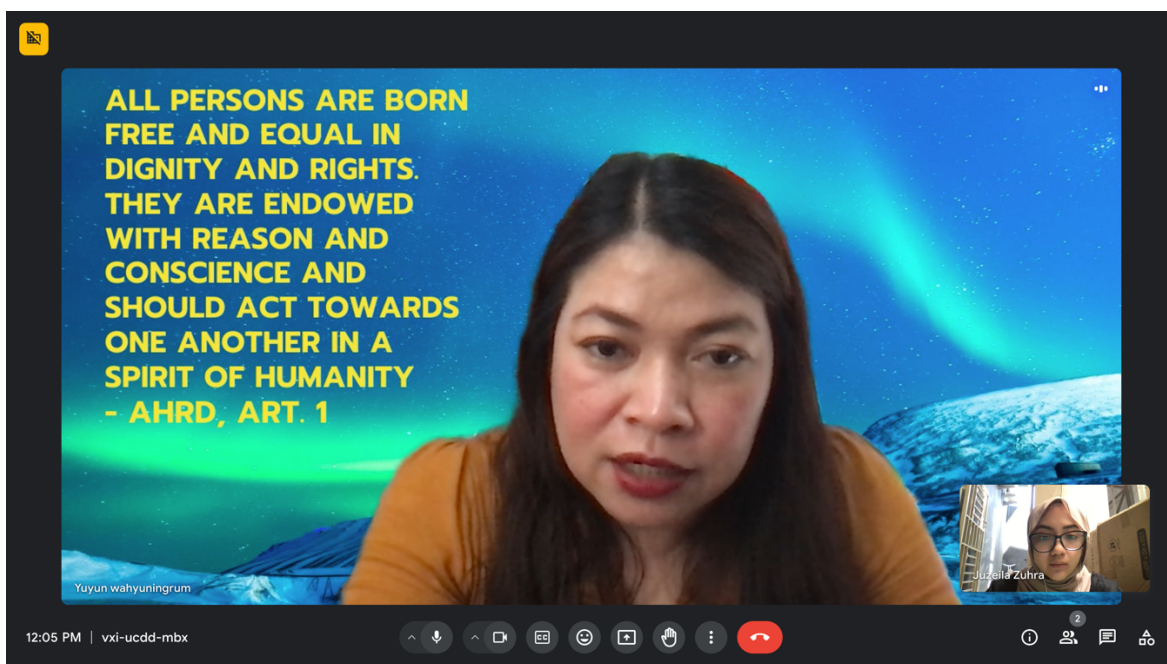 ALL PERSONS ARE BORN
FREE AND EQUAL IN
DIGNITY AND RIGHTS.
THEY ARE ENDOWED
WITH REASON AND
CONSCIENCE AND
SHOULD ACT TOWARDS
ONE ANOTHER IN A
SPIRIT OF HUMANITY
- AHRD, ART. 1
Yuyun wahyuningrum
Juzeila Zuhra
12:05 PM | vxi-ucdd-mbx
CC
2